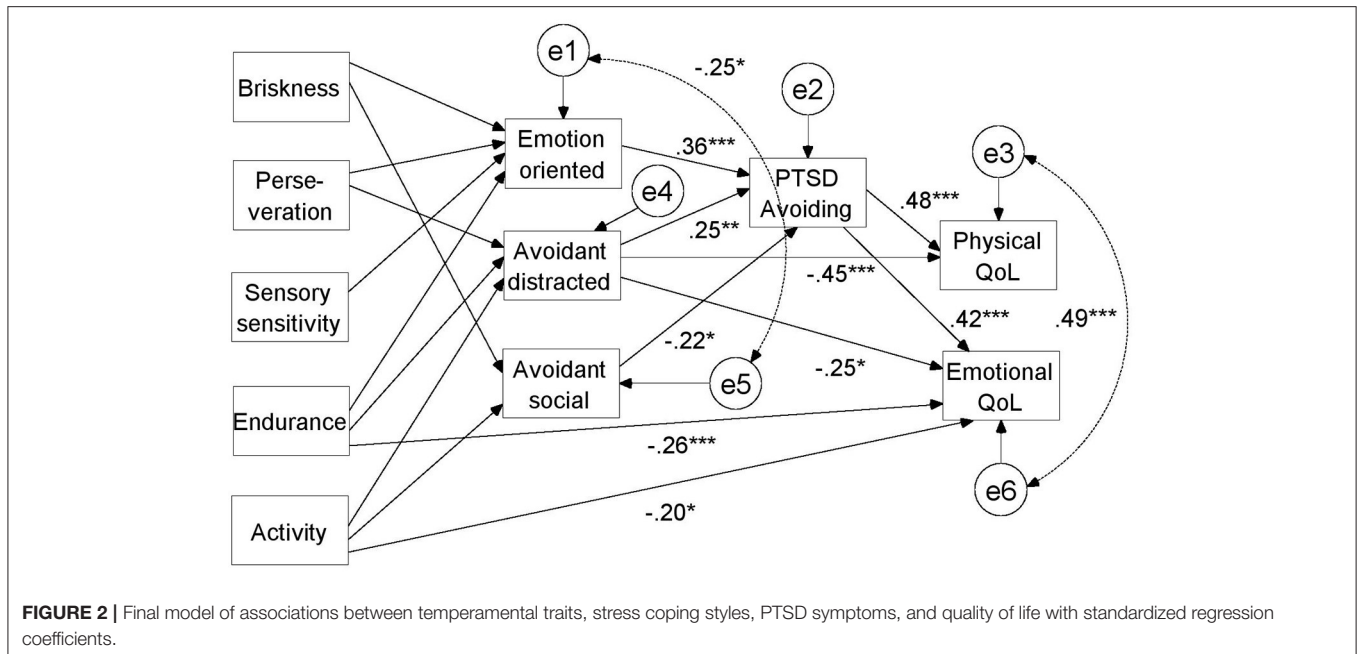 e1
-.25*
Briskness
e2
Emotion
oriented
.36***
e3
Perse-
veration
e4
PTSD
Avoiding
.48***
.25**
Physical
QoL
Avoidant
distracted
-.45***
Sensory
sensitivity
.42***
.49***
-.22*
Avoidant
social
e5
-.25*
Emotional
QoL
Endurance
-.26***
e6
-.20*
Activity
FIGURE 2 | Final model of associations between temperamental traits, stress coping styles, PTSD symptoms, and quality of life with standardized regression
coefficients.